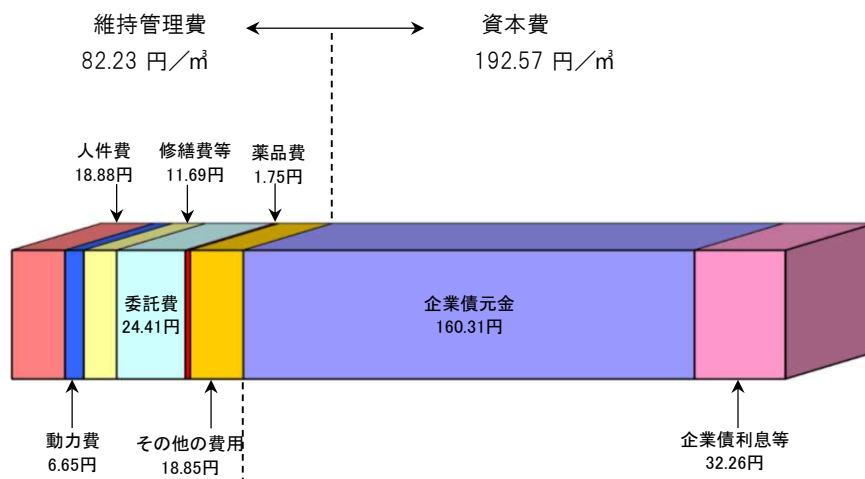 維持管理費
82.23 円／㎥
資本費
192.57 円／㎥
人件費
18.88円
修繕費等
11.69円
薬品費
1.75円
委託費
24.41円
企業債元金
160.31円
動力費
6.65円
その他の費用
18.85円
企業債利息等
32.26円